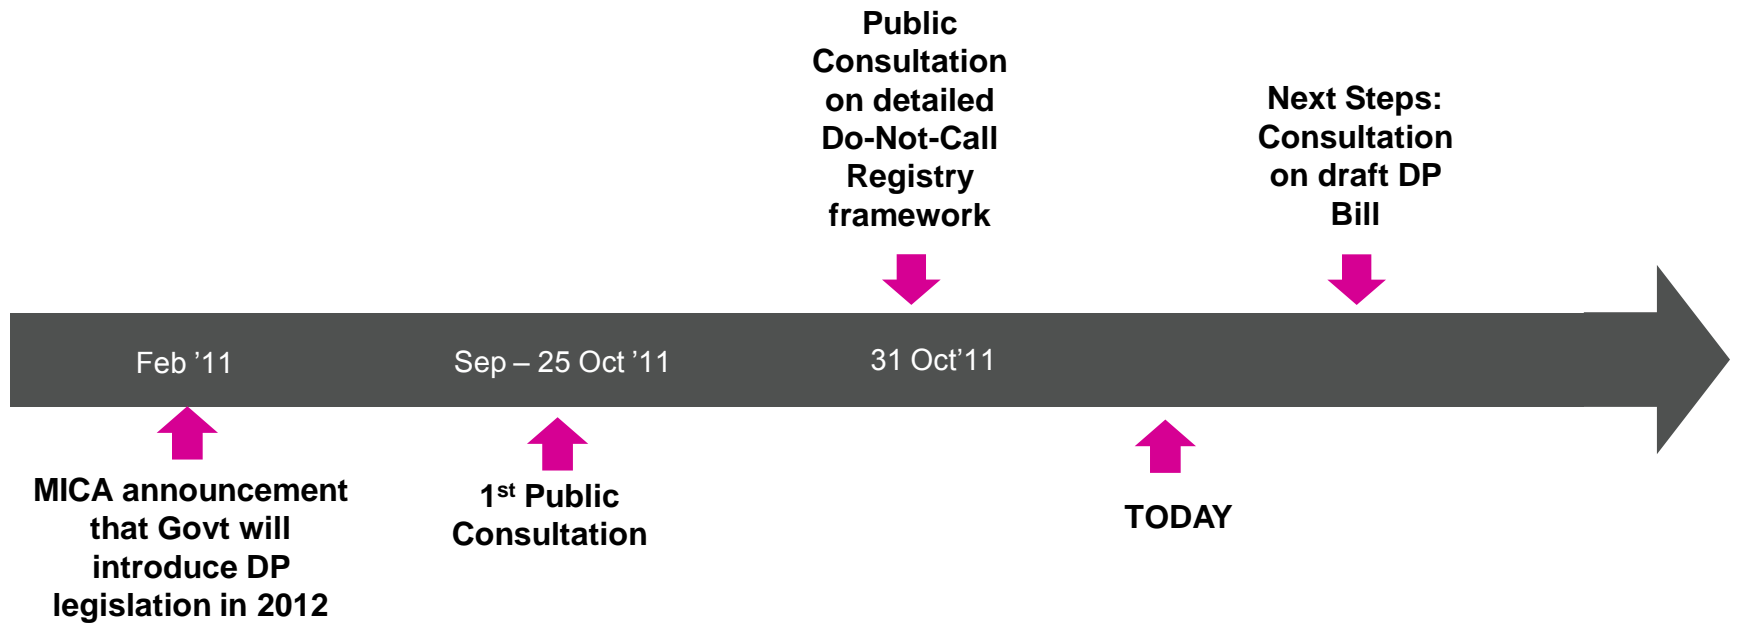 Public
Consultation
on detailed
Do-Not-Call
Registry
framework
Next Steps:
Consultation
on draft DP
Bill
Feb ’11
Sep – 25 Oct ’11
31 Oct’11
MICA announcement
that Govt will
introduce DP
legislation in 2012
1st Public
Consultation
TODAY